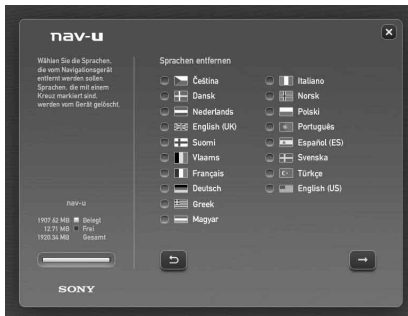 nav-u
Wählen Sie die Sprachen,
die vom Navigationsgerät
entfernt werden sollen.
Sprachen, die mit einem
Kreuz markiert sind,
werden vom Gerät gelöscht.
nav-u
1907.62 MB Belegt
12.71 MB Frei
1920.34 MB Gesamt
SONY
Sprachen entfernen
Čeština
Dansk
Nederlands
English (UK)
Suomi
Vlaams
Français
Deutsch
Greek
Magyar
Italiano
Norsk
Polski
Português
Español (ES)
Svenska
Türkçe
English (US)